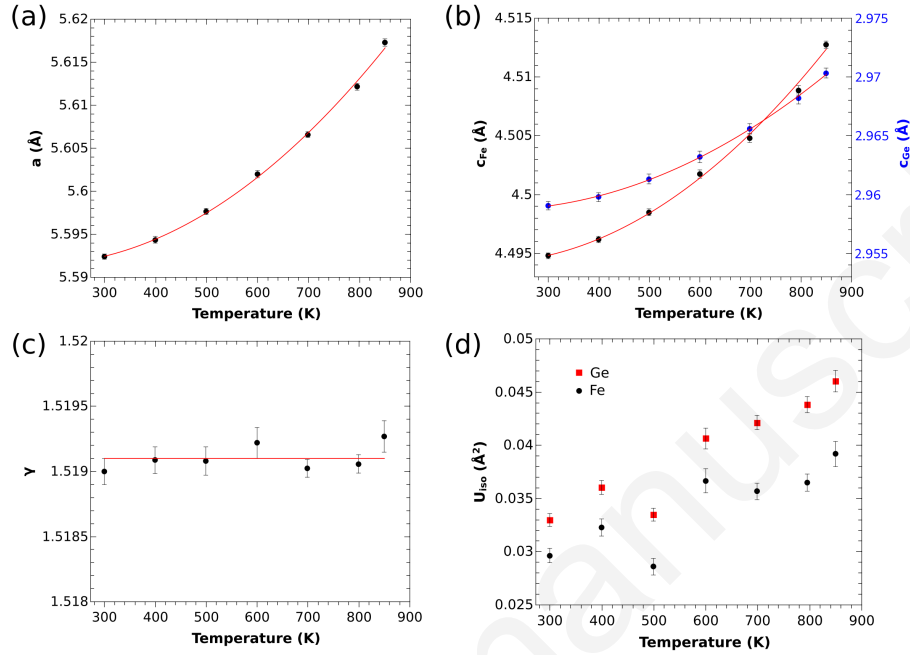 (a)
5.62
5.615
5.61
5.605
5.6
5.595
5.59
a (Å)
300 400 500 600 700 800 900
Temperature (K)
(b)
4.515
4.51
4.505
4.5
4.495
c_Fe (Å)
2.975
2.97
2.965
2.96
2.955
c_Ge (Å)
300 400 500 600 700 800 900
Temperature (K)
(c)
1.52
1.5195
1.519
1.5185
1.518
γ
300 400 500 600 700 800 900
Temperature (K)
(d)
0.05
0.045
0.04
0.035
0.03
0.025
U_iso (Å²)
Ge
Fe
300 400 500 600 700 800 900
Temperature (K)